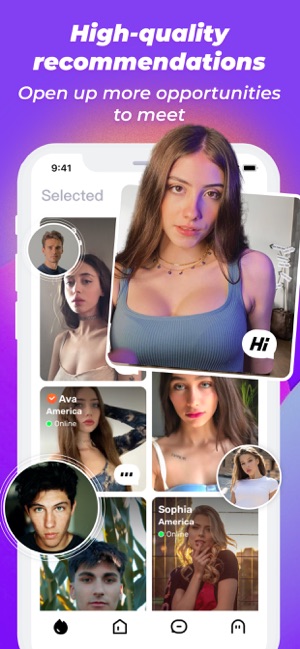 High-quality
recommendations
Open up more opportunities
to meet
9:41
Selected
Hi
Ava
America
Online
Sophia
America
Online